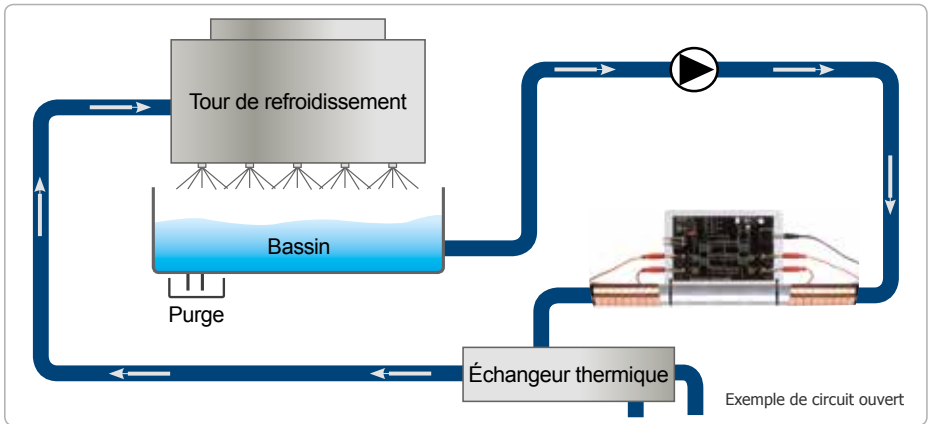 Tour de refroidissement
Bassin
Purge
Échangeur thermique
Exemple de circuit ouvert